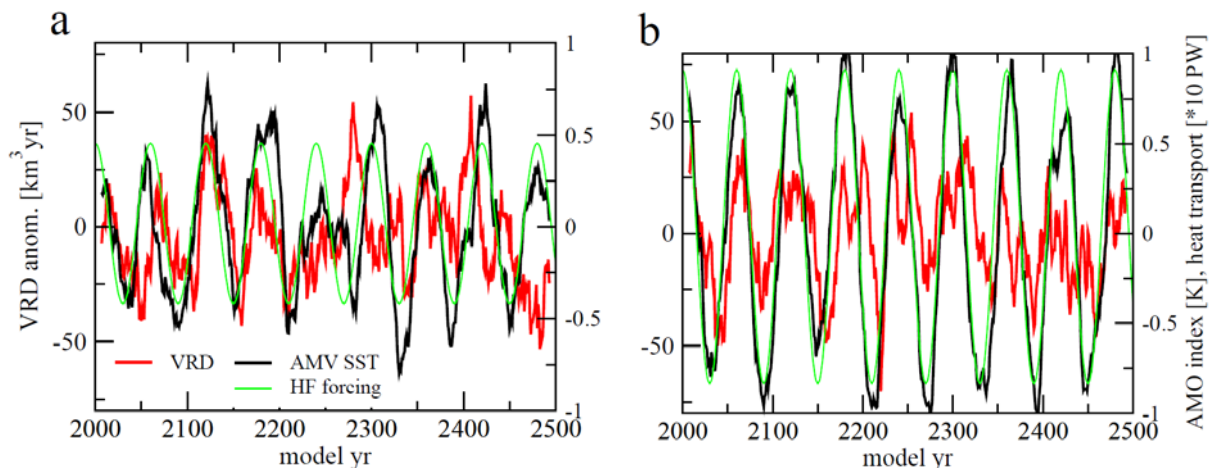 a
VRD anom. [km³yr]
50
0
-50
1
0.5
0
-0.5
-1
VRD
AMV SST
HF forcing
2000 2100 2200 2300 2400 2500
model yr
b
50
0
-50
1
0.5
0
-0.5
-1
AMO index [K], heat transport [*10 PW]
2000 2100 2200 2300 2400 2500
model yr